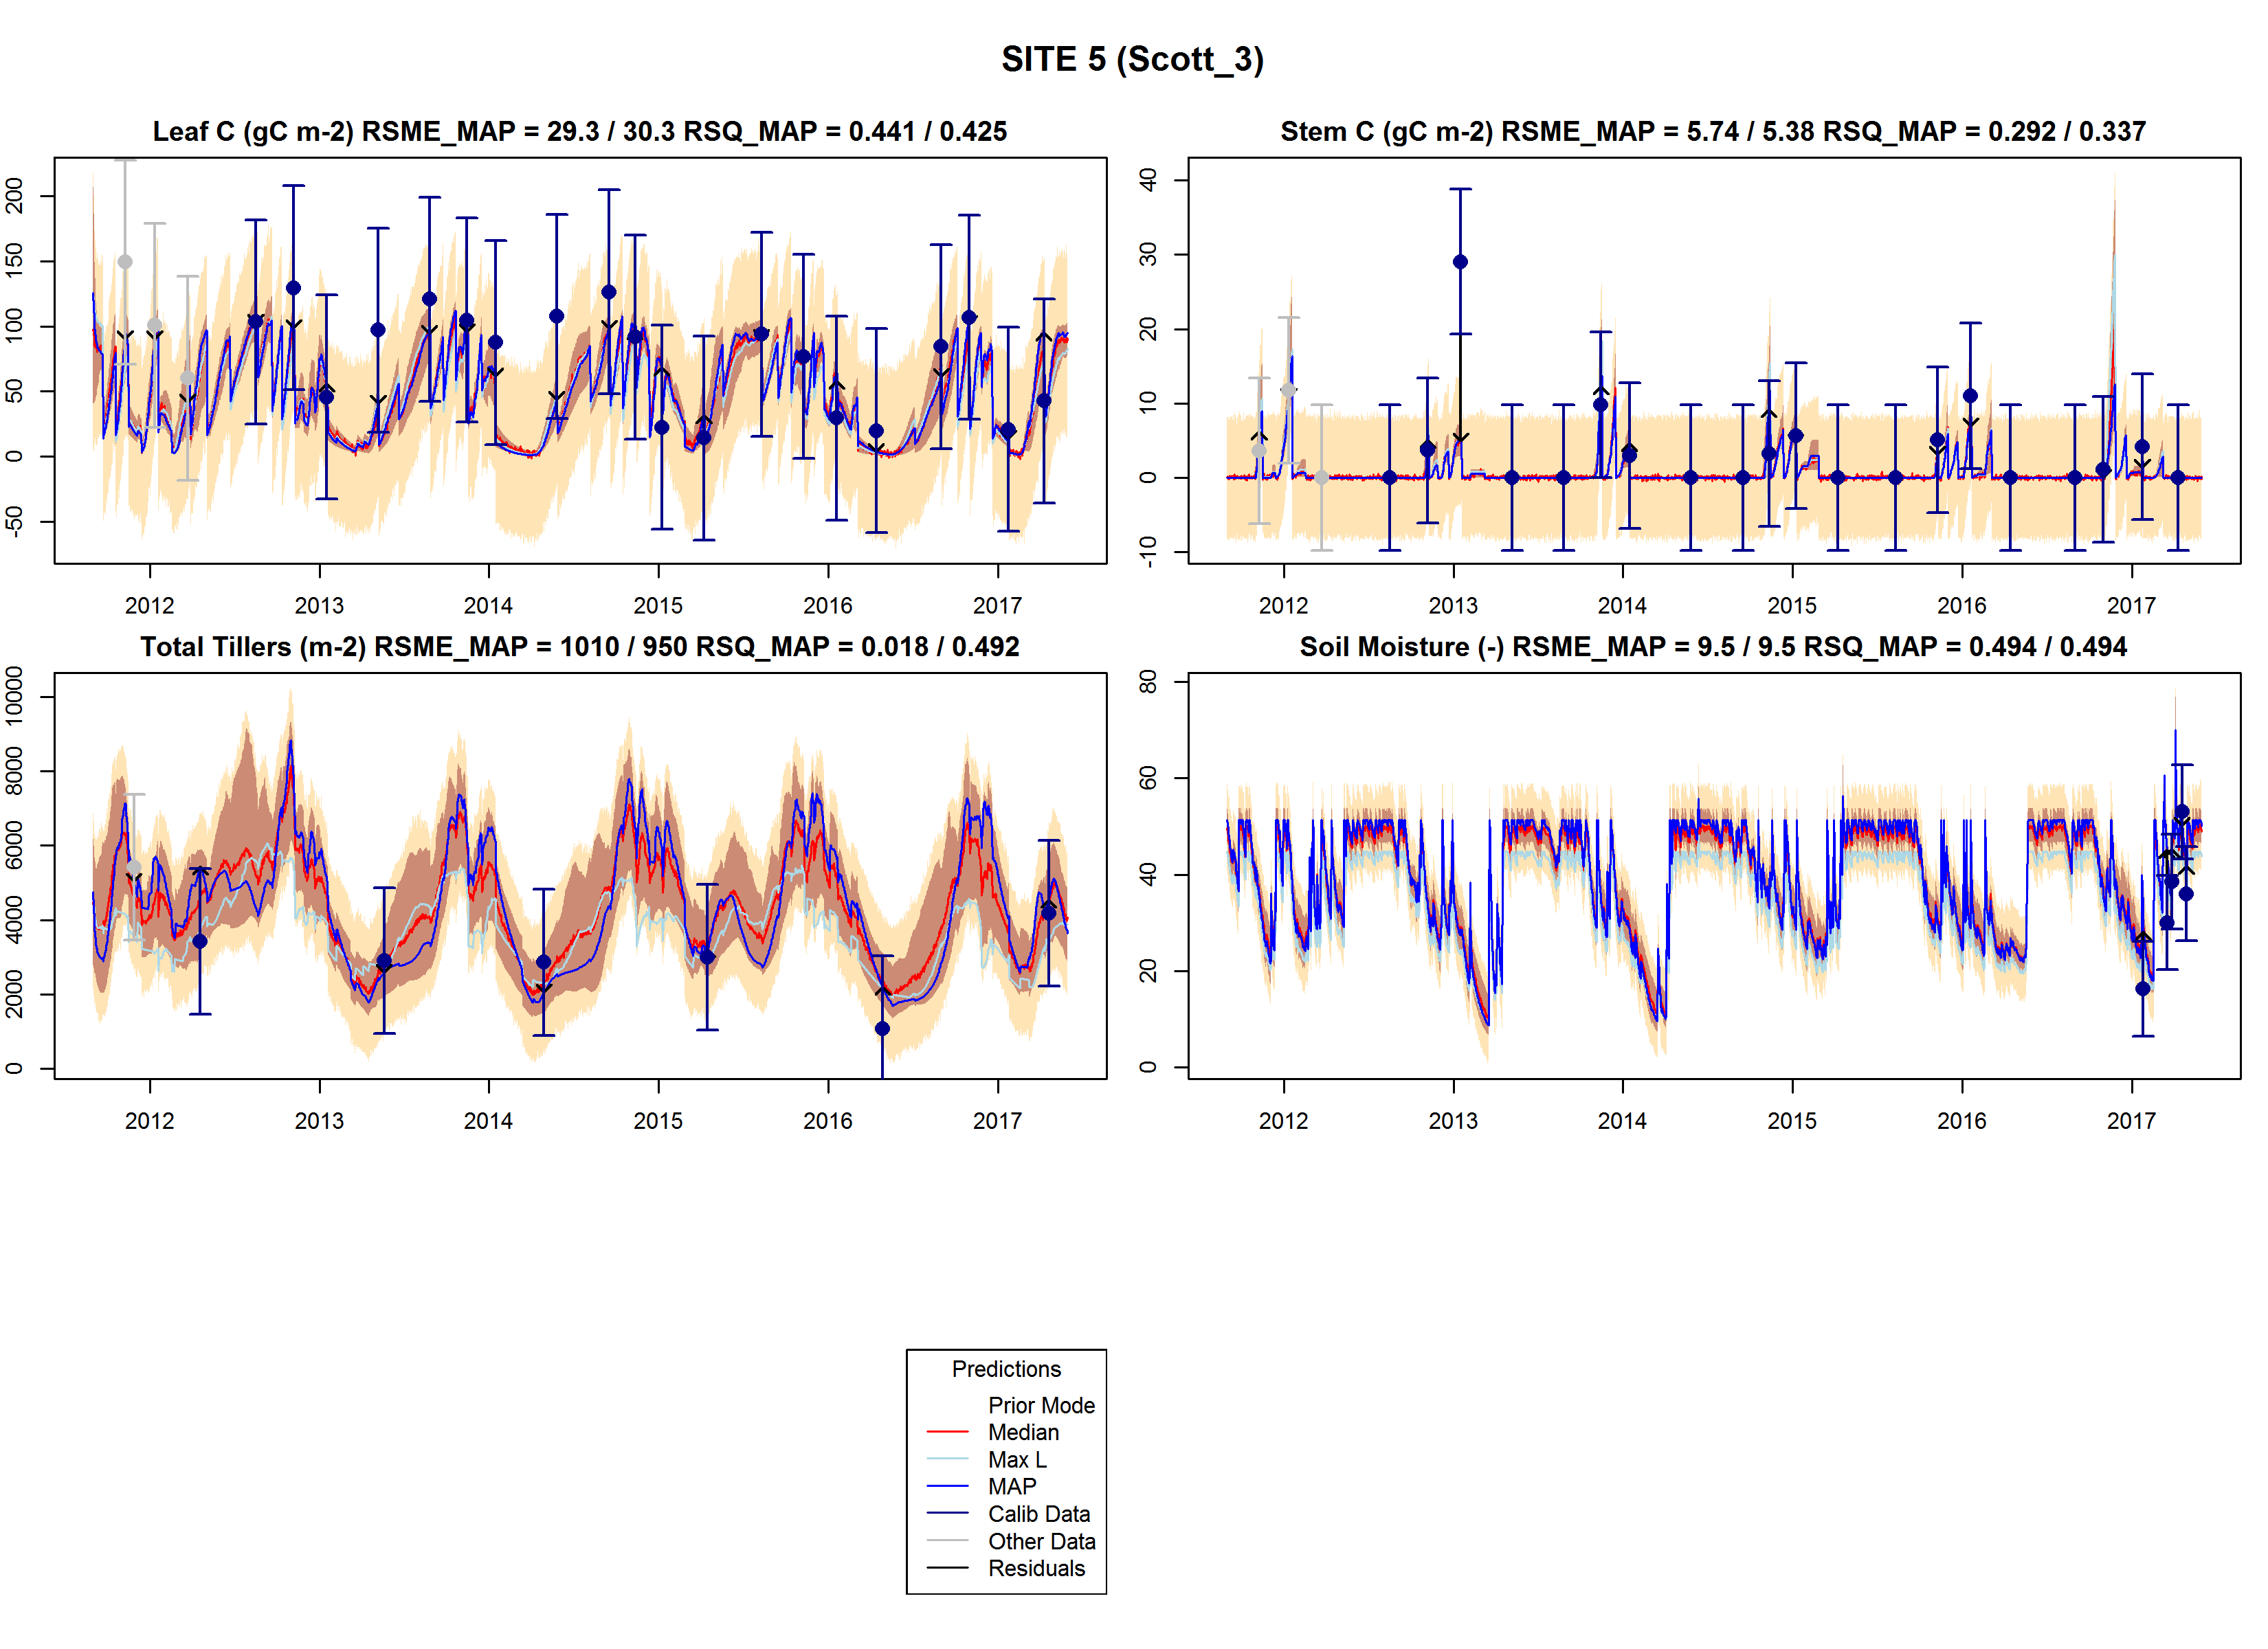 SITE 5 (Scott_3)
Leaf C (gC m-2) RSME_MAP = 29.3 / 30.3 RSQ_MAP = 0.441 / 0.425
200
150
100
50
0
-50
2012 2013 2014 2015 2016 2017
Stem C (gC m-2) RSME_MAP = 5.74 / 5.38 RSQ_MAP = 0.292 / 0.337
40
30
20
10
0
-10
2012 2013 2014 2015 2016 2017
Total Tillers (m-2) RSME_MAP = 1010 / 950 RSQ_MAP = 0.018 / 0.492
10000
8000
6000
4000
2000
0
2012 2013 2014 2015 2016 2017
Soil Moisture (-) RSME_MAP = 9.5 / 9.5 RSQ_MAP = 0.494 / 0.494
80
60
40
20
0
2012 2013 2014 2015 2016 2017
Predictions
Prior Mode
Median
Max L
MAP
Calib Data
Other Data
Residuals